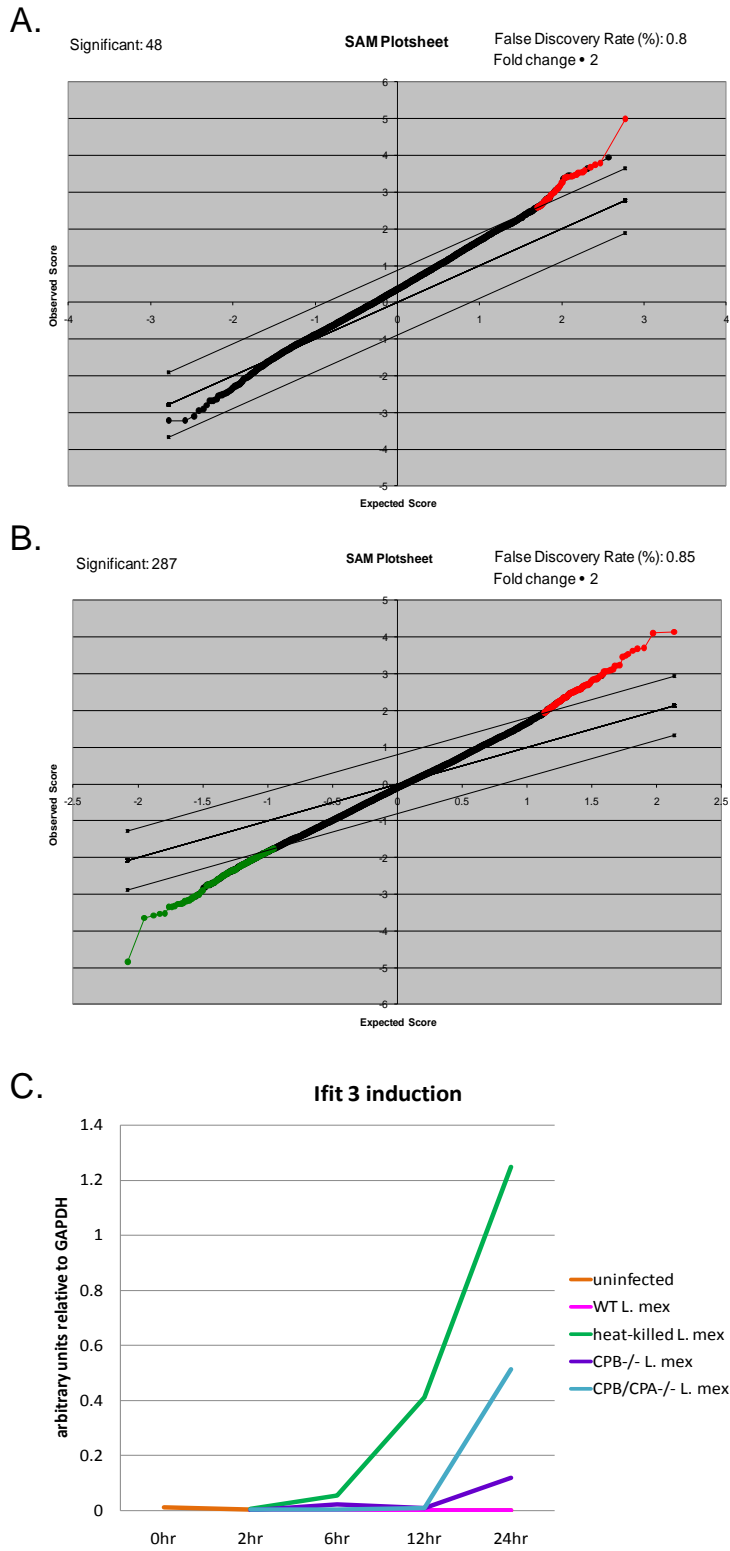 A.
Significant: 48
SAM Plotsheet
False Discovery Rate (%): 0.8
Fold change • 2
6
5
4
3
2
1
0
-4 -3 -2 -1 0 1 2 3 4
-1
-2
-3
-4
-5
Observed Score
Expected Score
B.
Significant: 287
SAM Plotsheet
False Discovery Rate (%): 0.85
Fold change • 2
5
4
3
2
1
0
-2.5 -2 -1.5 -1 -0.5 0 0.5 1 1.5 2 2.5
-1
-2
-3
-4
-5
-6
Observed Score
Expected Score
C.
Ifit 3 induction
1.4
1.2
1
0.8
0.6
0.4
0.2
0
arbitrary units relative to GAPDH
0hr 2hr 6hr 12hr 24hr
uninfected
WT L. mex
heat-killed L. mex
CPB-/- L. mex
CPB/CPA-/- L. mex